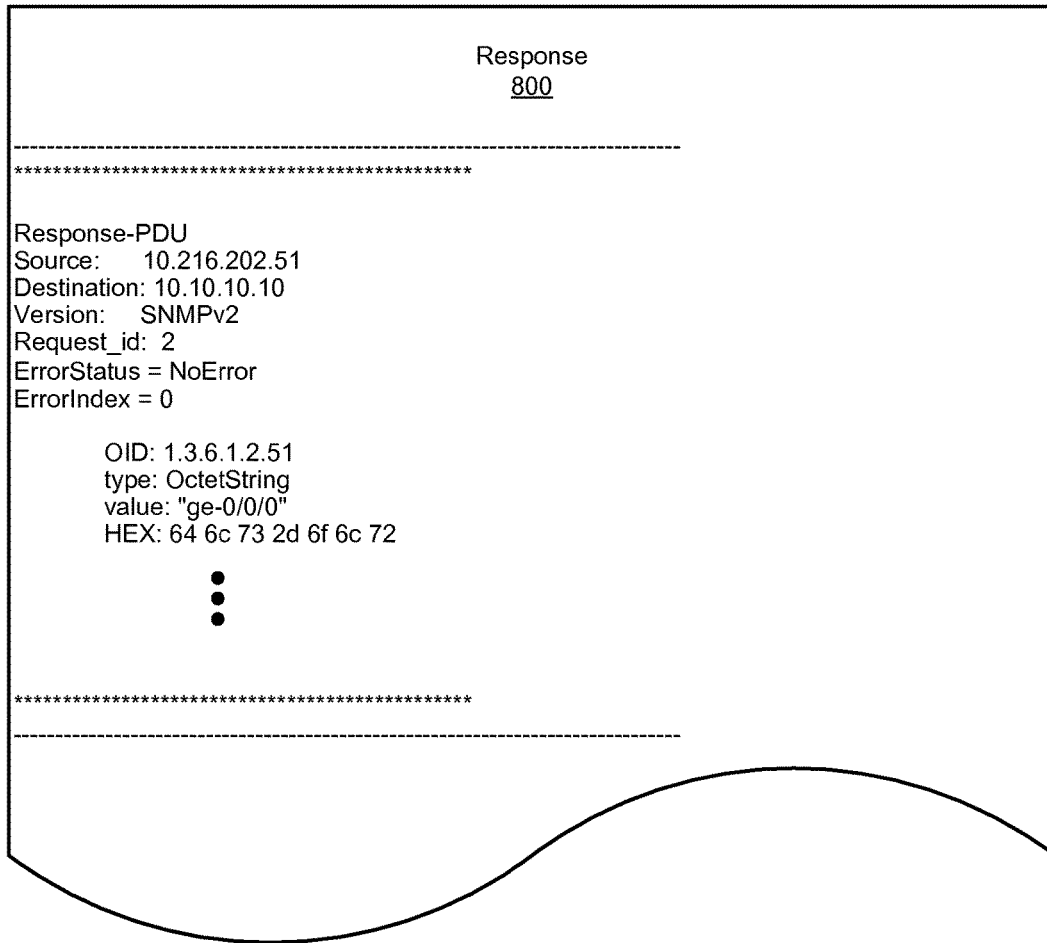 Response
800
--------------------------------------------------------------------------------
***********************************************
Response-PDU
Source: 10.216.202.51
Destination: 10.10.10.10
Version: SNMPv2
Request_id: 2
ErrorStatus = NoError
ErrorIndex = 0
OID: 1.3.6.1.2.51
type: OctetString
value: "ge-0/0/0"
HEX: 64 6c 73 2d 6f 6c 72
***********************************************
--------------------------------------------------------------------------------